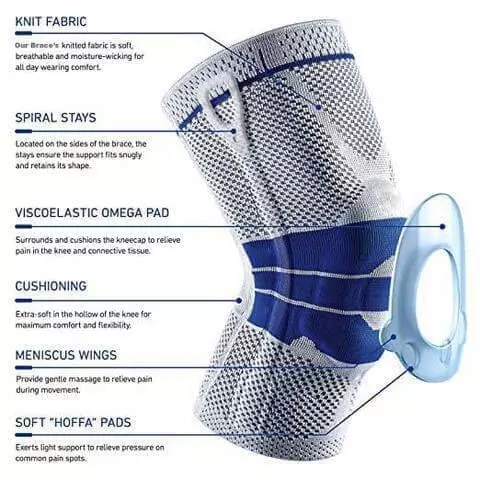 KNIT FABRIC
Our Brace's knitted fabric is soft,
breathable and moisture-wicking for
all day wearing comfort.
SPIRAL STAYS
Located on the sides of the brace, the
stays ensure the support fits snugly
and retains its shape.
VISCOELASTIC OMEGA PAD
Surrounds and cushions the kneecap to relieve
pain in the knee and connective tissue.
CUSHIONING
Extra-soft in the hollow of the knee for
maximum comfort and flexibility.
MENISCUS WINGS
Provide gentle massage to relieve pain
during movement.
SOFT "HOFFA" PADS
Exerts light support to relieve pressure on
common pain spots.